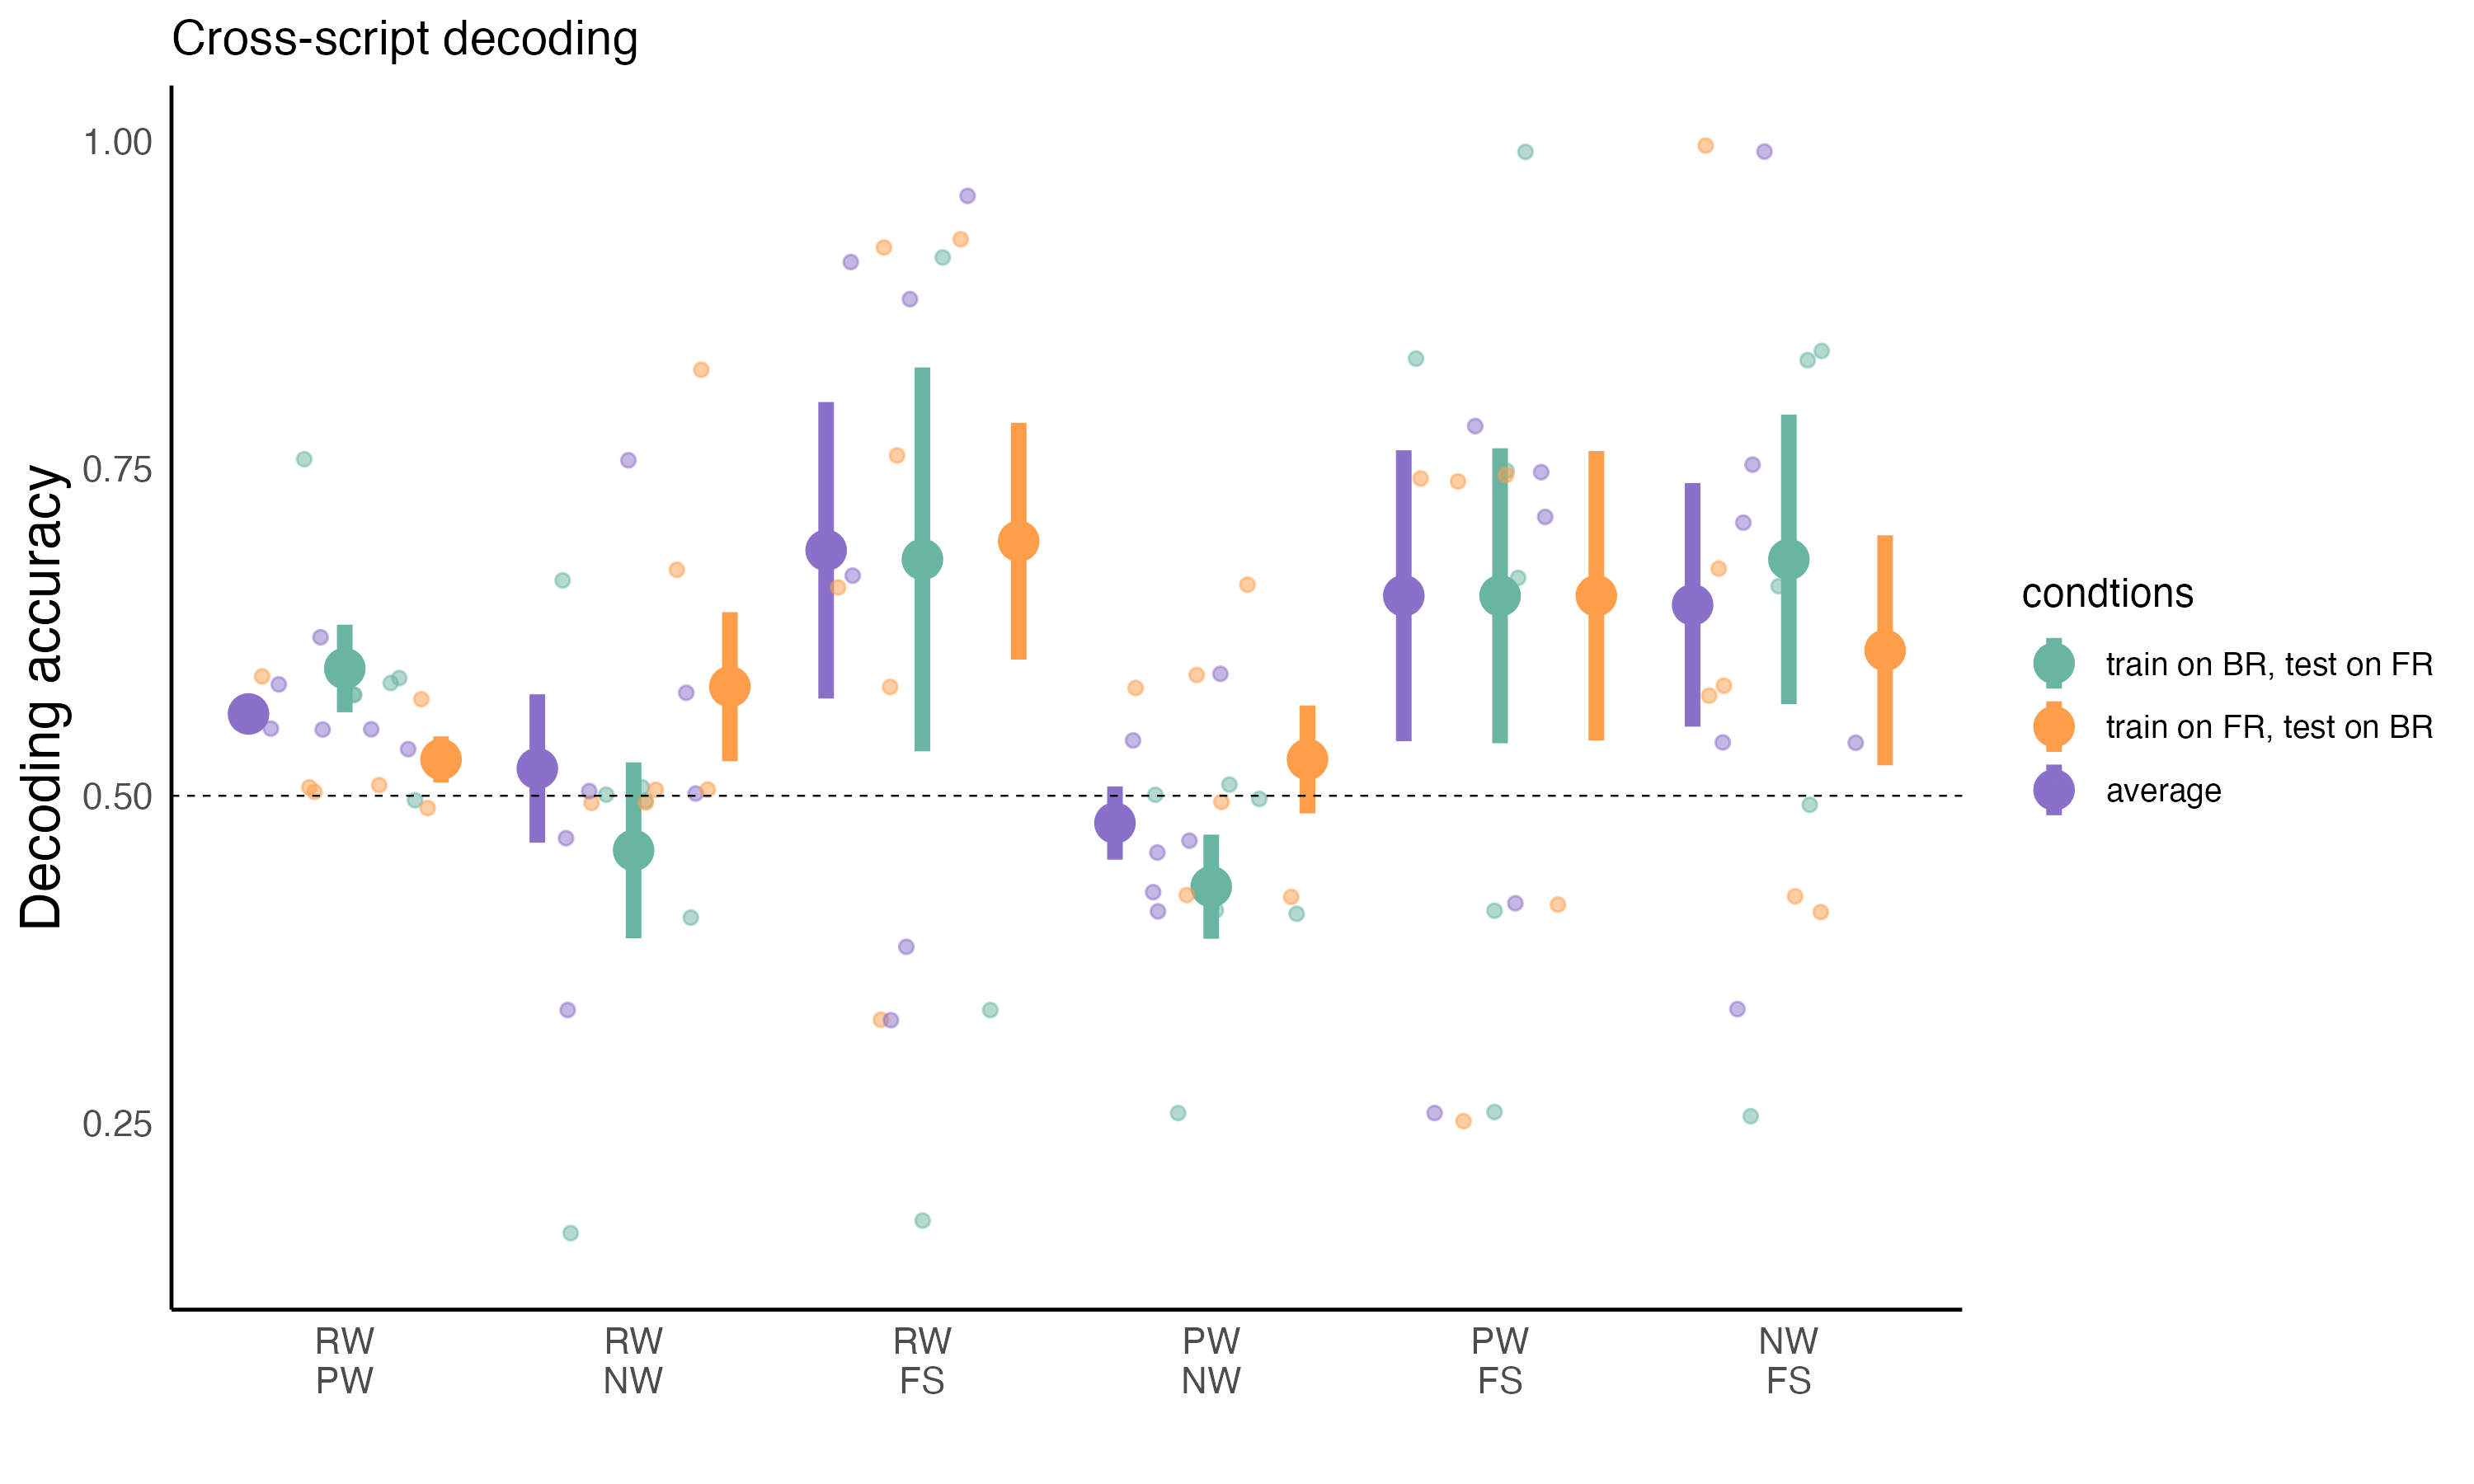 Cross-script decoding
Decoding accuracy
1.00
0.75
0.50
0.25
RW
PW
RW
NW
RW
FS
PW
NW
PW
FS
NW
FS
condtions
train on BR, test on FR
train on FR, test on BR
average